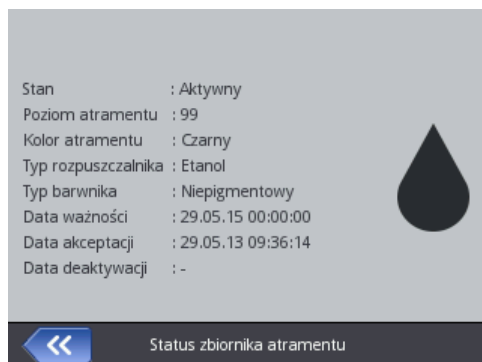 Stan : Aktywny
Poziom atramentu : 99
Kolor atramentu : Czarny
Typ rozpuszczalnika : Etanol
Typ barwnika : Niepigmentowy
Data ważności : 29.05.15 00:00:00
Data akceptacji : 29.05.13 09:36:14
Data deaktywacji : -
Status zbiornika atramentu